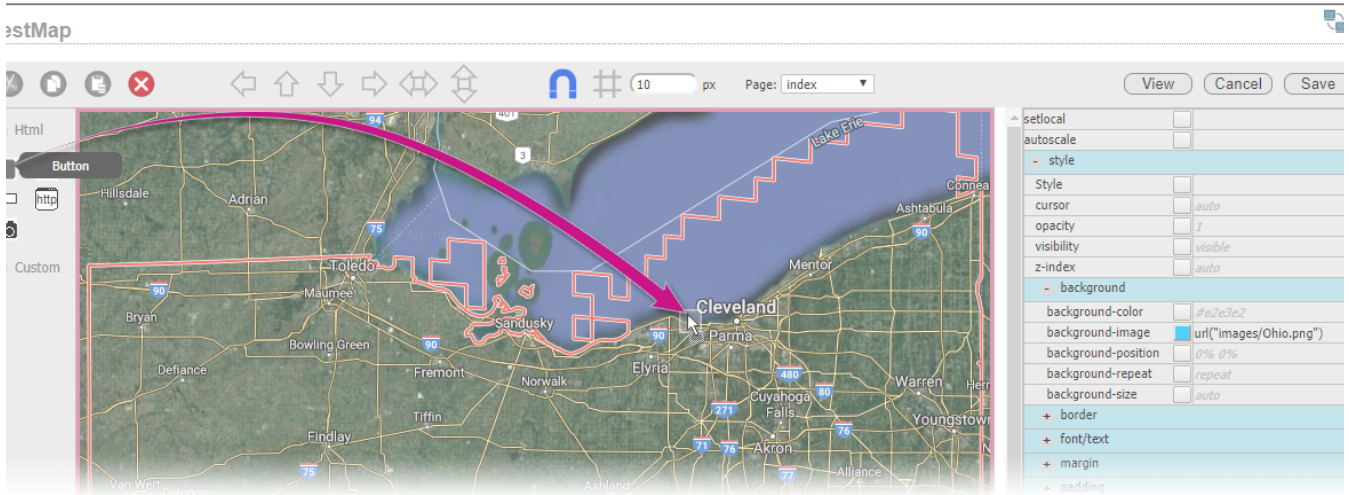 estMap
10 px Page: index View Cancel Save
Html
Button
http
Custom
94
401
3
Lake Erie
Hillsdale
Adrian
75
Connea
Ashtabula
90
Toledo
Mentor
90
Maumee
Cleveland
Bryan
Sandusky
90
Parma
Bowling Green
90
Defiance
Fremont
Elyria
Norwalk
480
80
Warren
Cuyahoga
Falls
271
Tiffin
Youngstow
76
Findlay
71
76
Akron
75
77
Alliance
Van Wert
Ashland
setlocal
autoscale
- style
Style
cursor auto
opacity 1
visibility visible
z-index auto
- background
background-color #e2e3e2
background-image url("images/Ohio.png")
background-position 0% 0%
background-repeat repeat
background-size auto
+ border
+ font/text
+ margin
+ padding